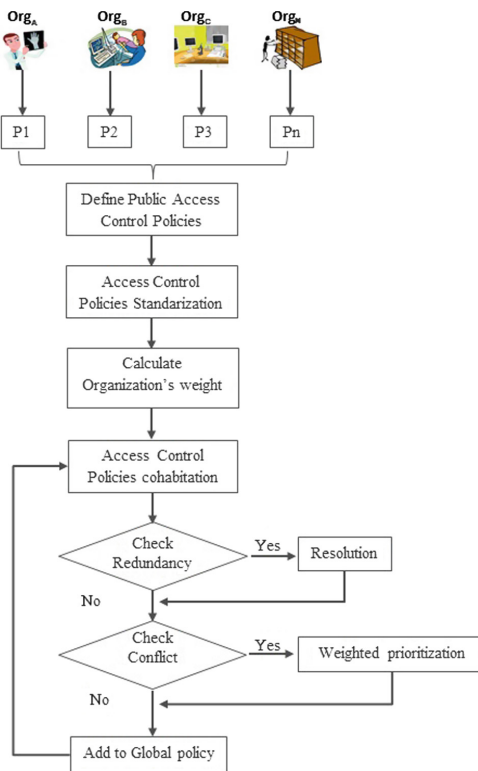 OrgA OrgB OrgC OrgN
P1 P2 P3 Pn
Define Public Access
Control Policies
Access Control
Policies Standarization
Calculate
Organization's weight
Access Control
Policies cohabitation
Check
Redundancy
Yes
Resolution
No
Check
Conflict
Yes
Weighted prioritization
No
Add to Global policy